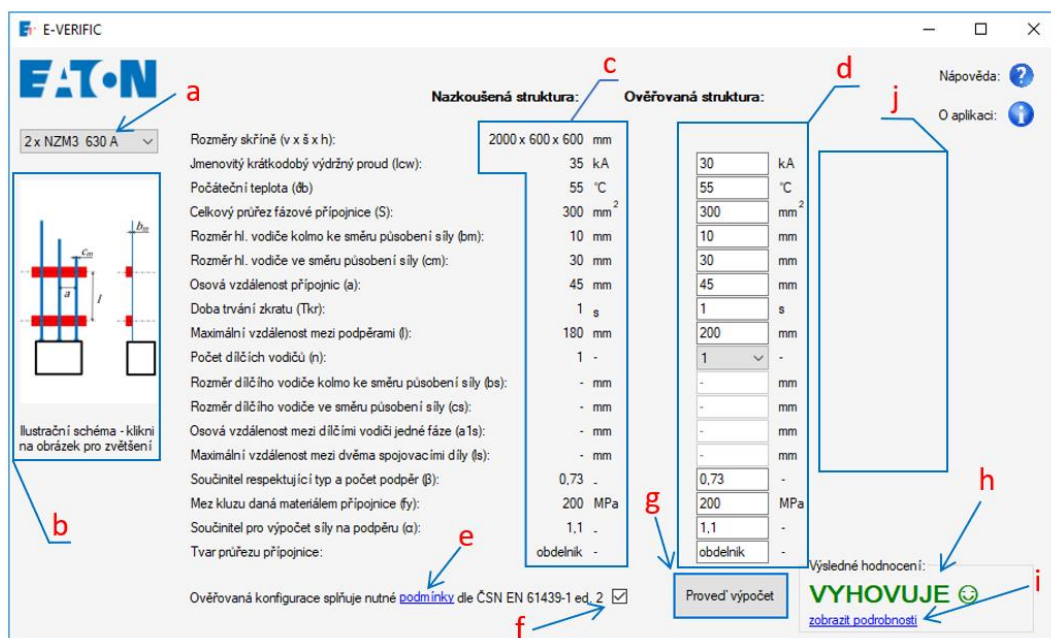 E-VERIFIC
EATON
a
c
d
j
Nápověda: ?
Nazkoušená struktura: Ověřovaná struktura:
O aplikaci: i
2 x NZM3 630 A
Rozměry skříně (v x š x h): 2000 x 600 x 600 mm
Jmenovitý krátkodobý výdržný proud (Icw): 35 kA 30 kA
Počáteční teplota (ϑb) 55 °C 55 °C
Celkový průřez fázové přípojnice (S): 300 mm² 300 mm²
Rozměr hl. vodiče kolmo ke směru působení síly (bm): 10 mm 10 mm
Rozměr hl. vodiče ve směru působení síly (cm): 30 mm 30 mm
Osová vzdálenost přípojnic (a): 45 mm 45 mm
Doba trvání zkratu (Tkr): 1 s 1 s
Maximální vzdálenost mezi podpěrami (l): 180 mm 200 mm
Počet dílčích vodičů (n): 1 - 1 -
Rozměr dílčího vodiče kolmo ke směru působení síly (bs): - mm - mm
Rozměr dílčího vodiče ve směru působení síly (cs): - mm - mm
Osová vzdálenost mezi dílčími vodiči jedné fáze (a1s): - mm - mm
Maximální vzdálenost mezi dvěma spojovacími díly (ls): - mm - mm
Součinitel respektující typ a počet podpěr (β): 0,73 - 0,73 -
Mez kluzu daná materiálem přípojnice (fy): 200 MPa 200 MPa
Součinitel pro výpočet síly na podpěru (α): 1,1 - 1,1 -
Tvar průřezu přípojnice: obdelnik - obdelnik -
bm
cm
a
l
Ilustrační schéma - klikni
na obrázek pro zvětšení
b
e
g
h
Ověřovaná konfigurace splňuje nutné podmínky dle ČSN EN 61439-1 ed. 2
f
Proveď výpočet
Výsledné hodnocení:
VYHOVUJE
zobrazit podrobnosti
i